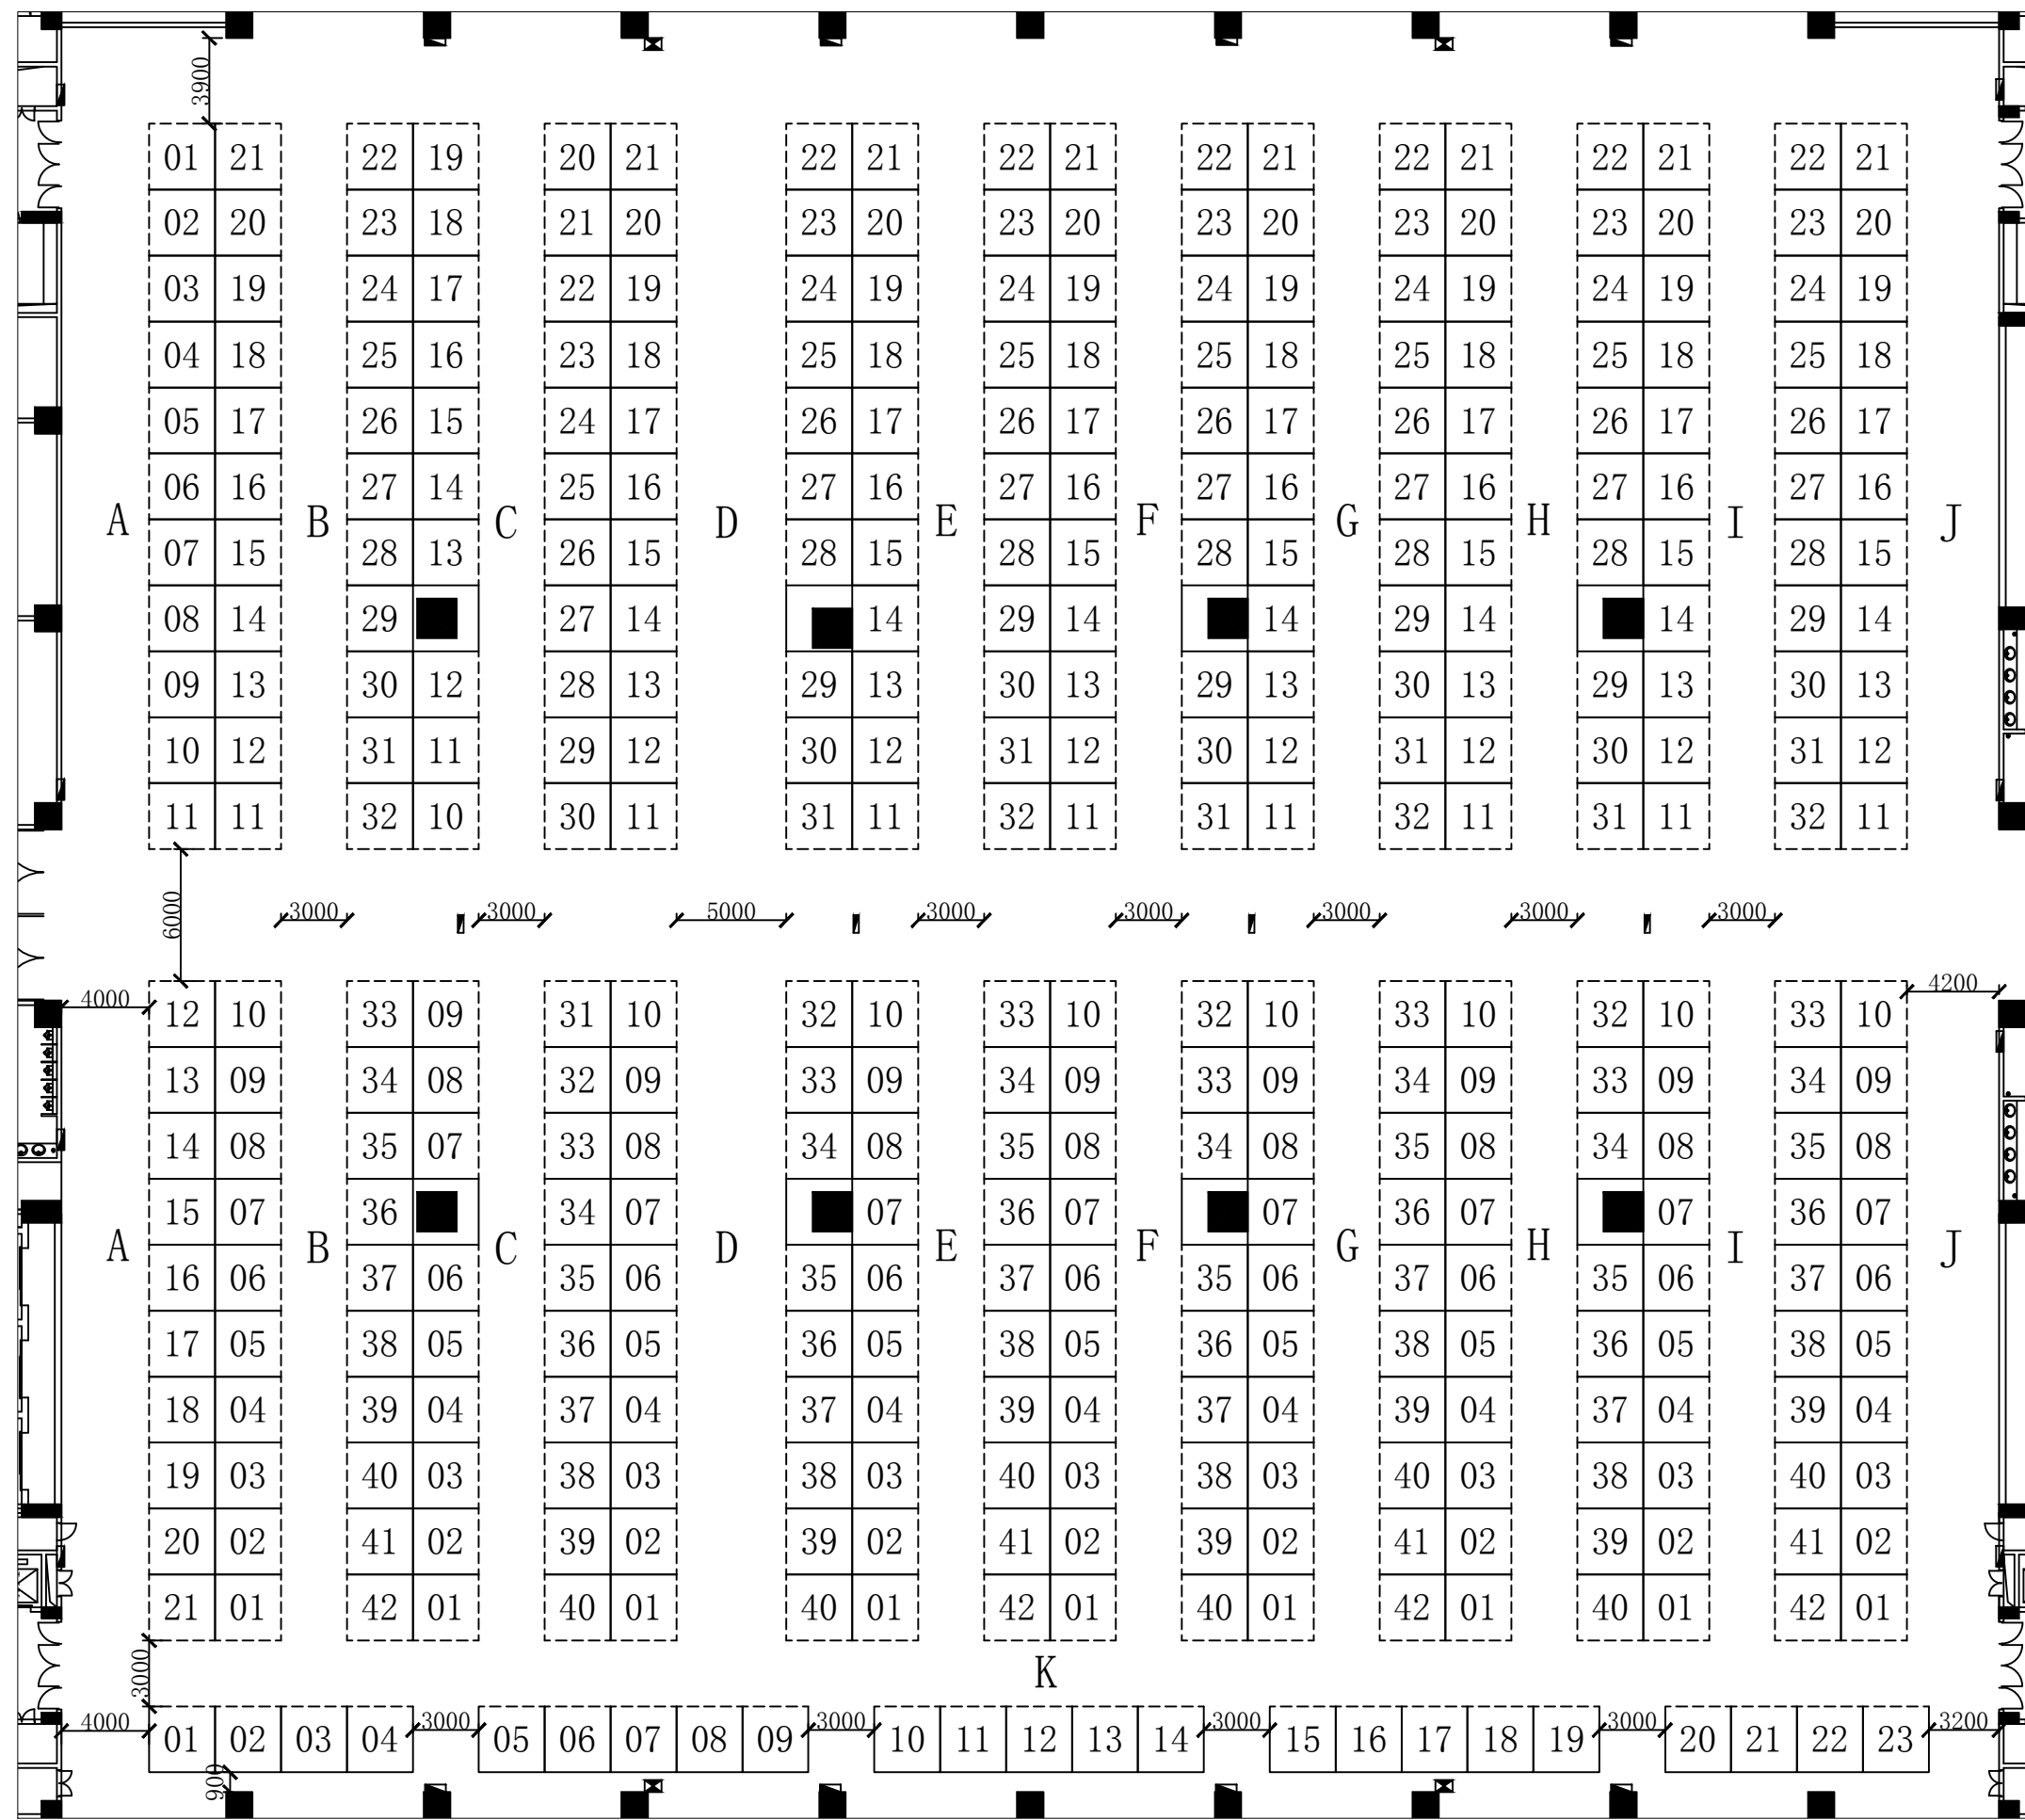 3900
01 21 22 19 20 21 22 21 22 21 22 21 22 21 22 21 22 21
02 20 23 18 21 20 23 20 23 20 23 20 23 20 23 20 23 20
03 19 24 17 22 19 24 19 24 19 24 19 24 19 24 19 24 19
04 18 25 16 23 18 25 18 25 18 25 18 25 18 25 18 25 18
05 17 26 15 24 17 26 17 26 17 26 17 26 17 26 17 26 17
06 16 27 14 25 16 27 16 27 16 27 16 27 16 27 16 27 16
A B C D E F G H I J
07 15 28 13 26 15 28 15 28 15 28 15 28 15 28 15 28 15
08 14 29 27 14 14 29 14 14 29 14 14 29 14
09 13 30 12 28 13 29 13 30 13 29 13 30 13 29 13 30 13
10 12 31 11 29 12 30 12 31 12 30 12 31 12 30 12 31 12
11 11 32 10 30 11 31 11 32 11 31 11 32 11 31 11 32 11
6000 3000 3000 5000 3000 3000 3000 3000 3000
4000 4200
12 10 33 09 31 10 32 10 33 10 32 10 33 10 32 10 33 10
13 09 34 08 32 09 33 09 34 09 33 09 34 09 33 09 34 09
14 08 35 07 33 08 34 08 35 08 34 08 35 08 34 08 35 08
15 07 36 34 07 07 36 07 07 36 07 07 36 07
A B C D E F G H I J
16 06 37 06 35 06 35 06 37 06 35 06 37 06 35 06 37 06
17 05 38 05 36 05 36 05 38 05 36 05 38 05 36 05 38 05
18 04 39 04 37 04 37 04 39 04 37 04 39 04 37 04 39 04
19 03 40 03 38 03 38 03 40 03 38 03 40 03 38 03 40 03
20 02 41 02 39 02 39 02 41 02 39 02 41 02 39 02 41 02
21 01 42 01 40 01 40 01 42 01 40 01 42 01 40 01 42 01
3000 K
4000 01 02 03 04 3000 05 06 07 08 09 3000 10 11 12 13 14 3000 15 16 17 18 19 3000 20 21 22 23 3200
900